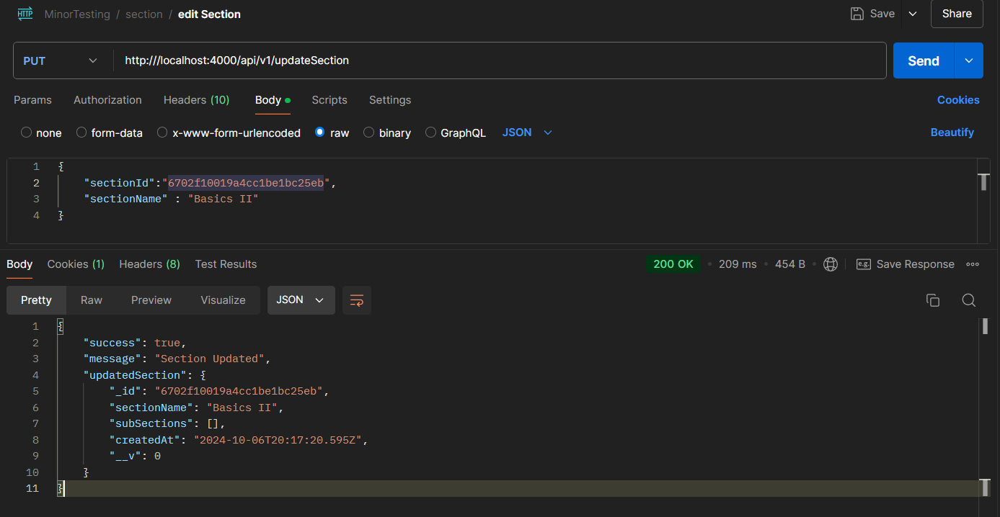 HTTP MinorTesting / section / edit Section Save Share
PUT http:///localhost:4000/api/v1/updateSection Send
Params Authorization Headers (10) Body Scripts Settings Cookies
none form-data x-www-form-urlencoded raw binary GraphQL JSON Beautify
1 {
2 "sectionId":"6702f10019a4cc1be1bc25eb",
3 "sectionName" : "Basics II"
4 }
Body Cookies (1) Headers (8) Test Results 200 OK • 209 ms • 454 B • e.g. Save Response
Pretty Raw Preview Visualize JSON
1 {
2 "success": true,
3 "message": "Section Updated",
4 "updatedSection": {
5 "_id": "6702f10019a4cc1be1bc25eb",
6 "sectionName": "Basics II",
7 "subSections": [],
8 "createdAt": "2024-10-06T20:17:20.595Z",
9 "__v": 0
10 }
11 }